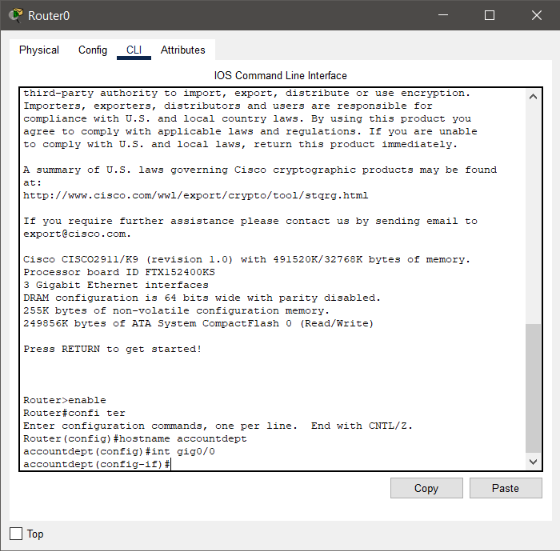 Router0
Physical Config CLI Attributes
IOS Command Line Interface
third-party authority to import, export, distribute or use encryption.
Importers, exporters, distributors and users are responsible for
compliance with U.S. and local country laws. By using this product you
agree to comply with applicable laws and regulations. If you are unable
to comply with U.S. and local laws, return this product immediately.
A summary of U.S. laws governing Cisco cryptographic products may be found
at:
http://www.cisco.com/wwl/export/crypto/tool/stqrg.html
If you require further assistance please contact us by sending email to
export@cisco.com.
Cisco CISCO2911/K9 (revision 1.0) with 491520K/32768K bytes of memory.
Processor board ID FTX152400KS
3 Gigabit Ethernet interfaces
DRAM configuration is 64 bits wide with parity disabled.
255K bytes of non-volatile configuration memory.
249856K bytes of ATA System CompactFlash 0 (Read/Write)
Press RETURN to get started!
Router>enable
Router#confi ter
Enter configuration commands, one per line.  End with CNTL/Z.
Router(config)#hostname accountdept
accountdept(config)#int gig0/0
accountdept(config-if)#
Copy Paste
Top